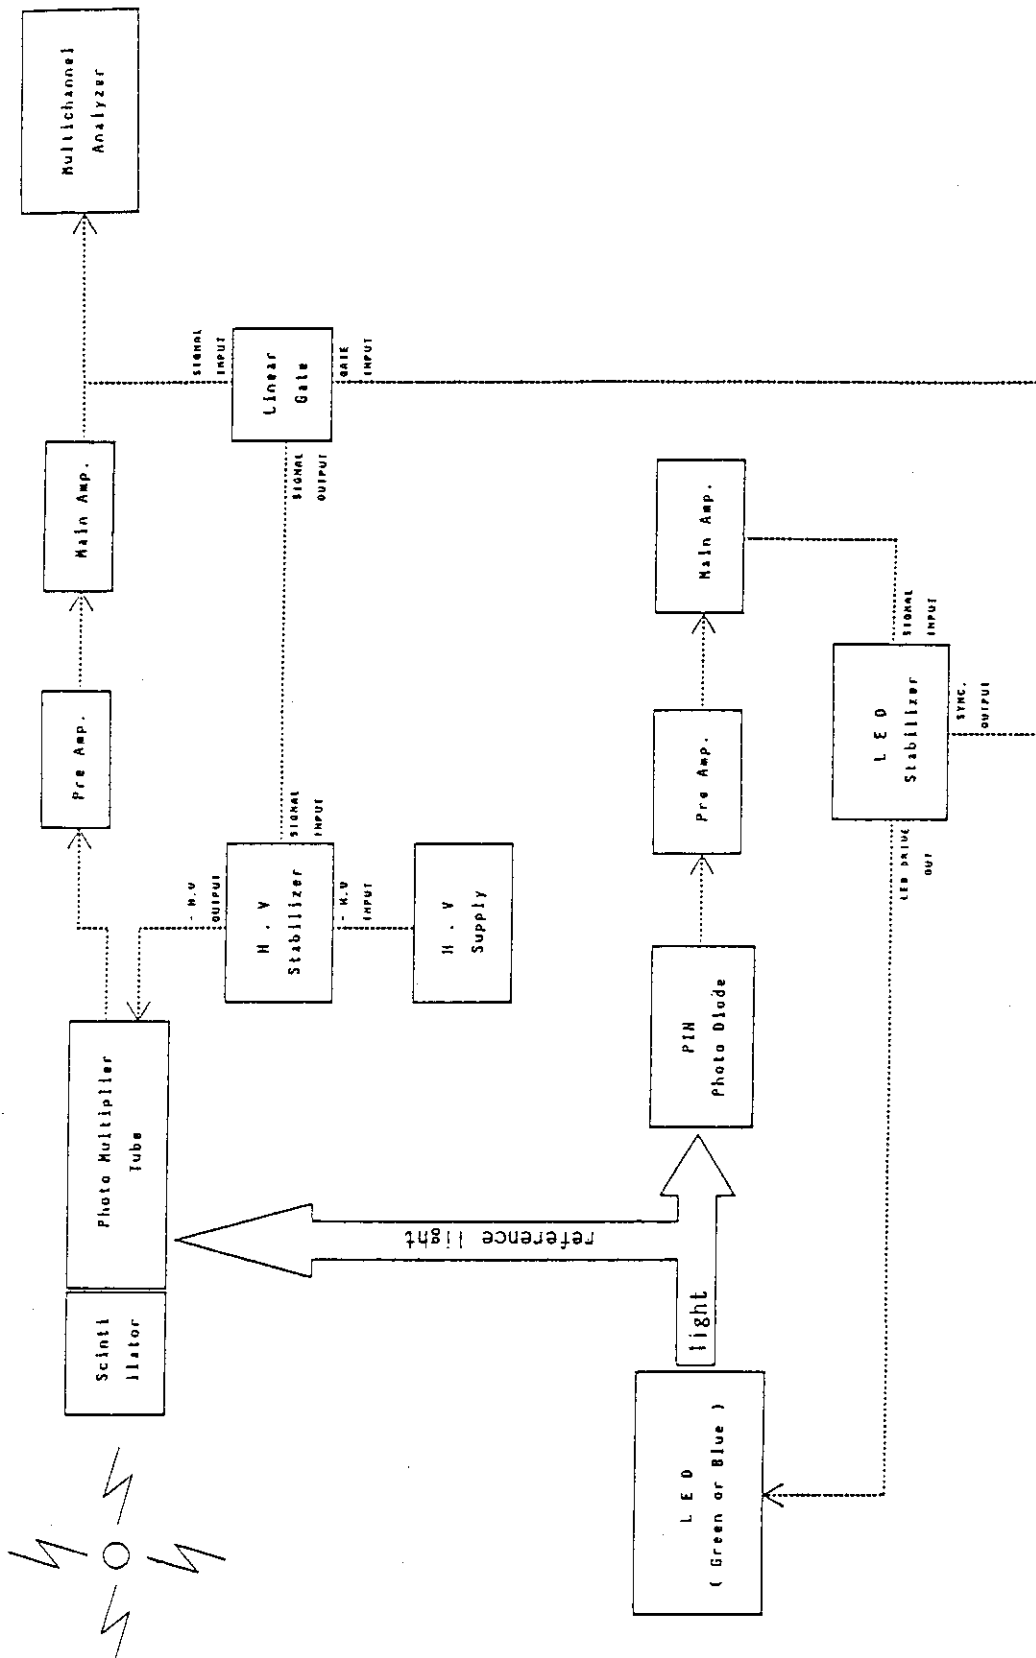 Scinti
llator
Photo Multiplier
Tube
Pre Amp.
Main Amp.
Multichannel
Analyzer
- H.V
OUTPUT
H . V
Stabilizer
SIGNAL
INPUT
- H.V
INPUT
H . V
Supply
SIGNAL
INPUT
Linear
Gate
GATE
INPUT
SIGNAL
OUTPUT
reference light
light
L E D
( Green or Blue )
PIN
Photo Diode
Pre Amp.
Main Amp.
L E D
Stabilizer
SIGNAL
INPUT
SYNC.
OUTPUT
LED DRIVE
OUT